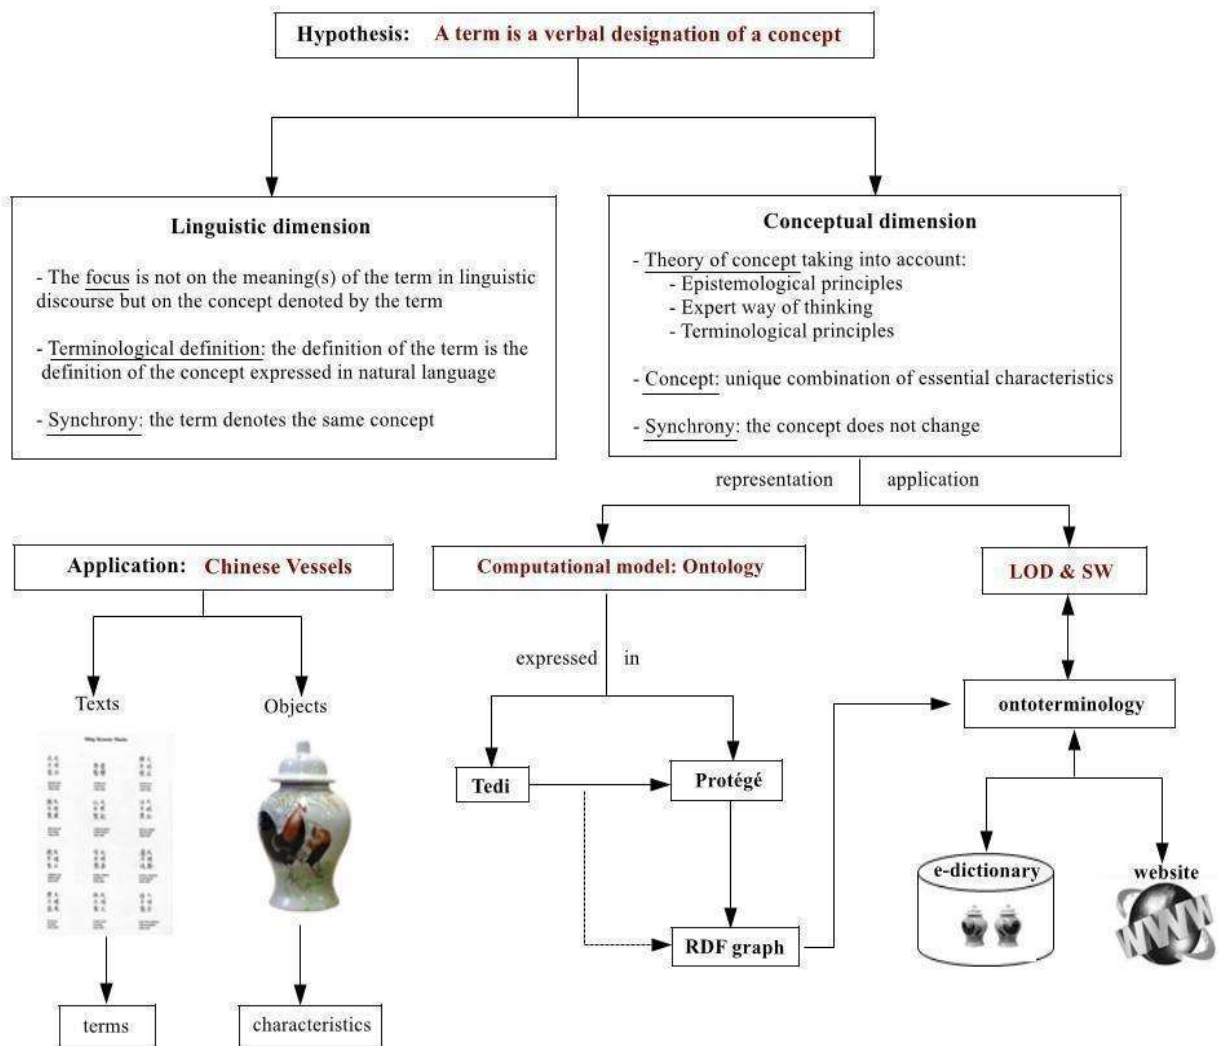 Hypothesis: A term is a verbal designation of a concept
Linguistic dimension
- The focus is not on the meaning(s) of the term in linguistic
discourse but on the concept denoted by the term
- Terminological definition: the definition of the term is the
definition of the concept expressed in natural language
- Synchrony: the term denotes the same concept
Conceptual dimension
- Theory of concept taking into account:
- Epistemological principles
- Expert way of thinking
- Terminological principles
- Concept: unique combination of essential characteristics
- Synchrony: the concept does not change
representation application
Application: Chinese Vessels
Computational model: Ontology
LOD & SW
expressed in
Texts
Objects
ontoterminology
Tedi
Protégé
e-dictionary
website
WWW
RDF graph
terms
characteristics